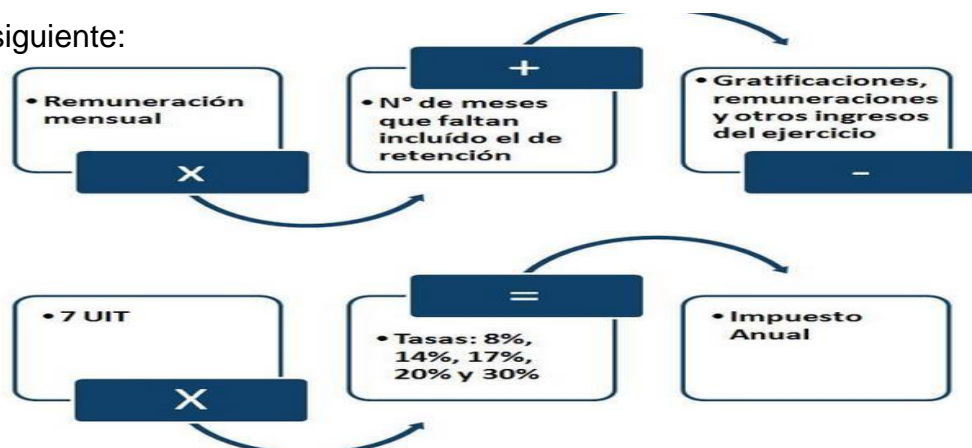 siguiente:
• Remuneración
mensual
X
+
• N° de meses
que faltan
incluído el de
retención
• Gratificaciones,
remuneraciones
y otros ingresos
del ejercicio
-
• 7 UIT
X
=
• Tasas: 8%,
14%, 17%,
20% y 30%
• Impuesto
Anual